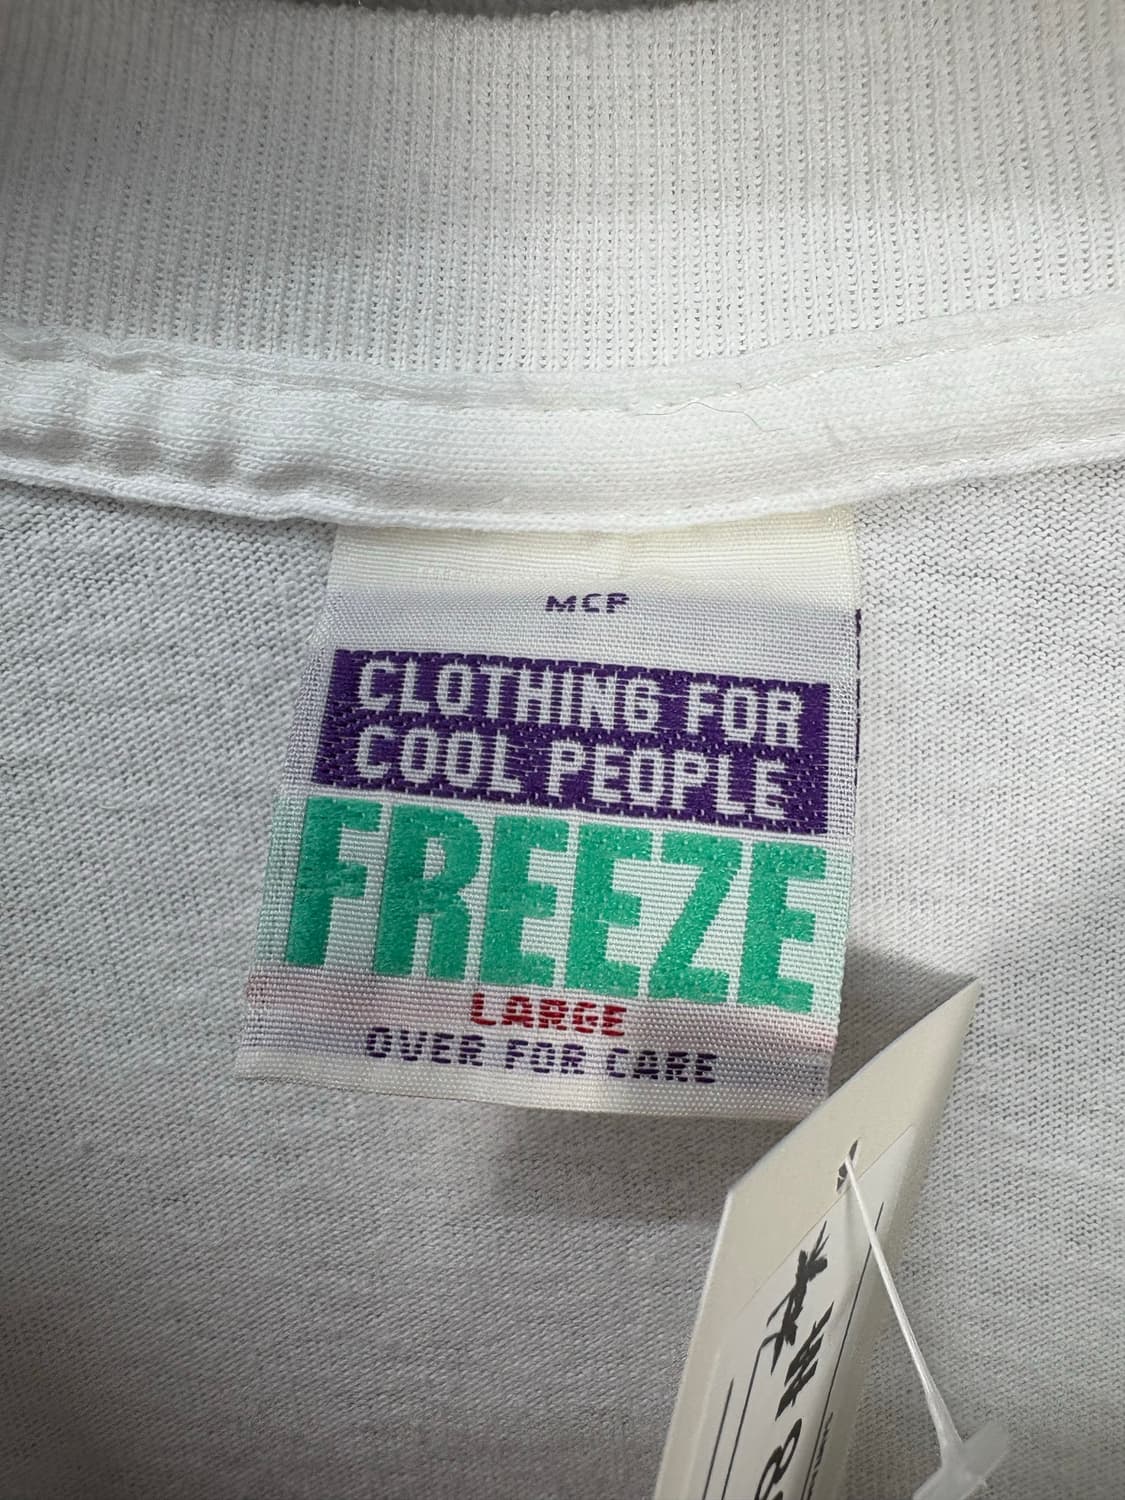 MCP
CLOTHING FOR
COOL PEOPLE
FREEZE
LARGE
OVER FOR CARE